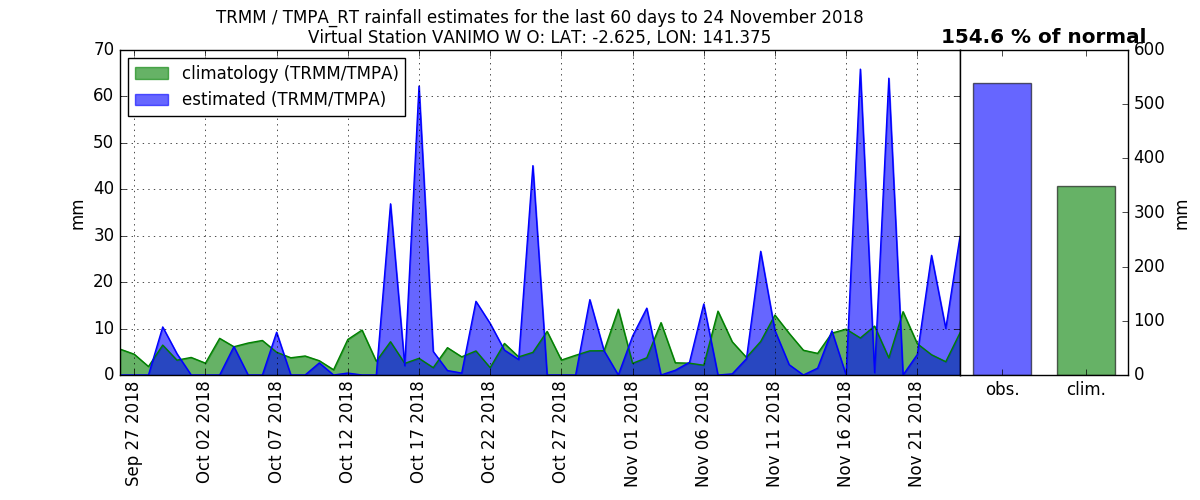 TRMM / TMPA_RT rainfall estimates for the last 60 days to 24 November 2018
Virtual Station VANIMO W O: LAT: -2.625, LON: 141.375
154.6 % of normal
climatology (TRMM/TMPA)
estimated (TRMM/TMPA)
70
60
50
40
30
20
10
0
mm
Sep 27 2018
Oct 02 2018
Oct 07 2018
Oct 12 2018
Oct 17 2018
Oct 22 2018
Oct 27 2018
Nov 01 2018
Nov 06 2018
Nov 11 2018
Nov 16 2018
Nov 21 2018
obs.
clim.
600
500
400
300
200
100
0
mm